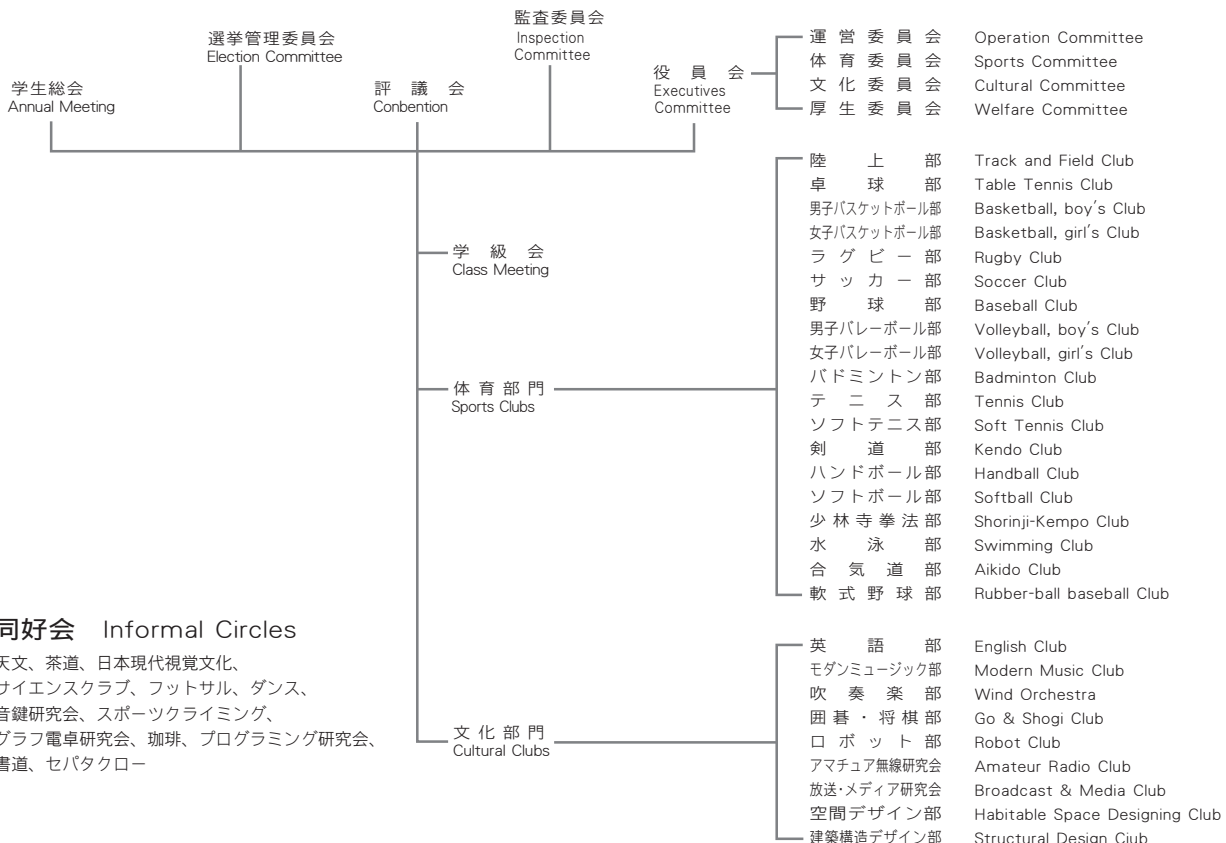 監査委員会
Inspection
Committee
選挙管理委員会
Election Committee
学生総会
Annual Meeting
評議会
Conbention
役員会
Executives
Committee
運営委員会 Operation Committee
体育委員会 Sports Committee
文化委員会 Cultural Committee
厚生委員会 Welfare Committee
学級会
Class Meeting
体育部門
Sports Clubs
陸上部 Track and Field Club
卓球部 Table Tennis Club
男子バスケットボール部 Basketball, boy's Club
女子バスケットボール部 Basketball, girl's Club
ラグビー部 Rugby Club
サッカー部 Soccer Club
野球部 Baseball Club
男子バレーボール部 Volleyball, boy's Club
女子バレーボール部 Volleyball, girl's Club
バドミントン部 Badminton Club
テニス部 Tennis Club
ソフトテニス部 Soft Tennis Club
剣道部 Kendo Club
ハンドボール部 Handball Club
ソフトボール部 Softball Club
少林寺拳法部 Shorinji-Kempo Club
水泳部 Swimming Club
合気道部 Aikido Club
軟式野球部 Rubber-ball baseball Club
文化部門
Cultural Clubs
英語部 English Club
モダンミュージック部 Modern Music Club
吹奏楽部 Wind Orchestra
囲碁・将棋部 Go & Shogi Club
ロボット部 Robot Club
アマチュア無線研究会 Amateur Radio Club
放送・メディア研究会 Broadcast & Media Club
空間デザイン部 Habitable Space Designing Club
建築構造デザイン部 Structural Design Club
同好会 Informal Circles
天文、茶道、日本現代視覚文化、
サイエンスクラブ、フットサル、ダンス、
音鍵研究会、スポーツクライミング、
グラフ電卓研究会、珈琲、プログラミング研究会、
書道、セパタクロー